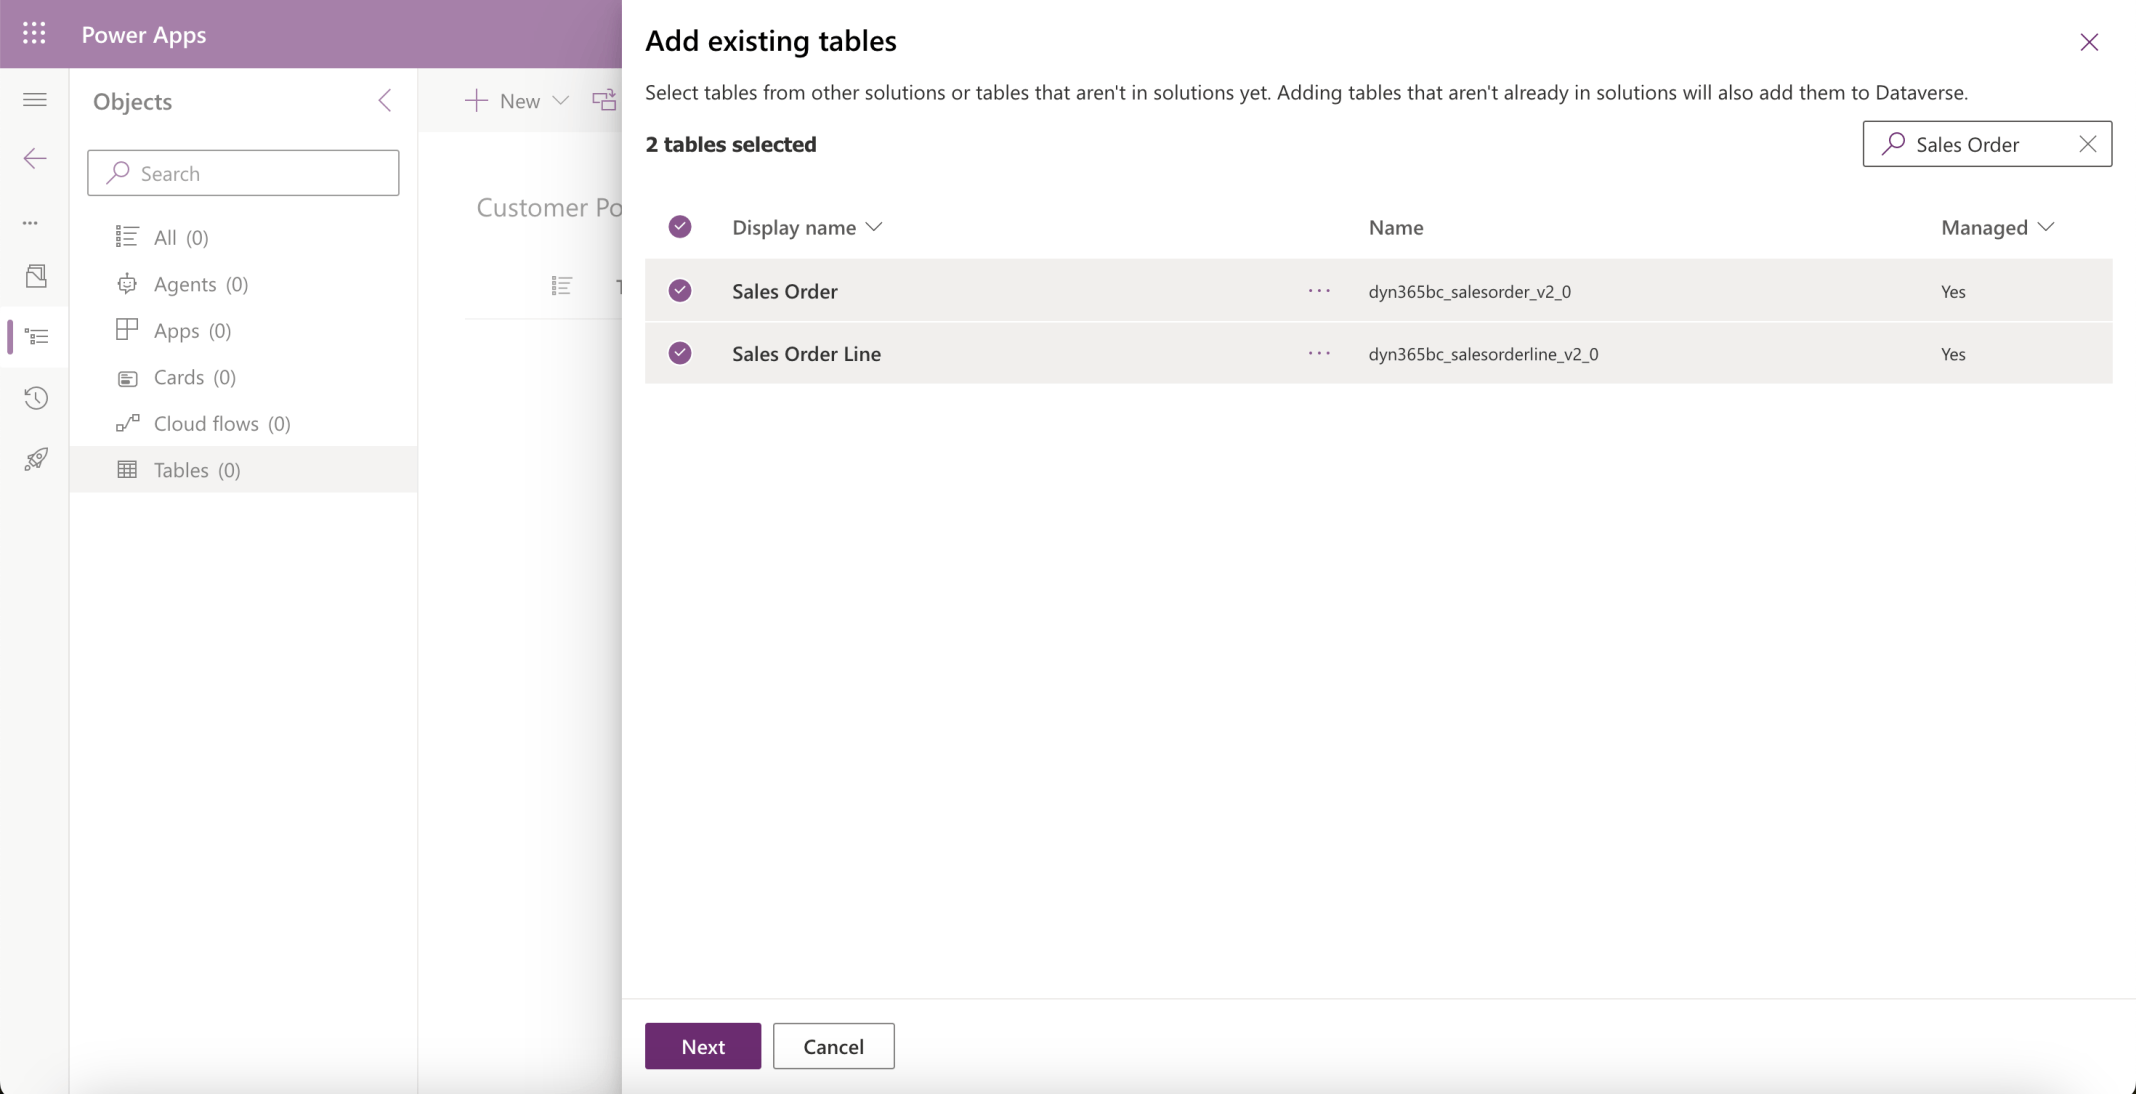 Power Apps
Objects
Search
All (0)
Agents (0)
Apps (0)
Cards (0)
Cloud flows (0)
Tables (0)
New
Customer Po
Add existing tables
Select tables from other solutions or tables that aren't in solutions yet. Adding tables that aren't already in solutions will also add them to Dataverse.
2 tables selected
Sales Order
Display name Name Managed
Sales Order ··· dyn365bc_salesorder_v2_0 Yes
Sales Order Line ··· dyn365bc_salesorderline_v2_0 Yes
Next Cancel